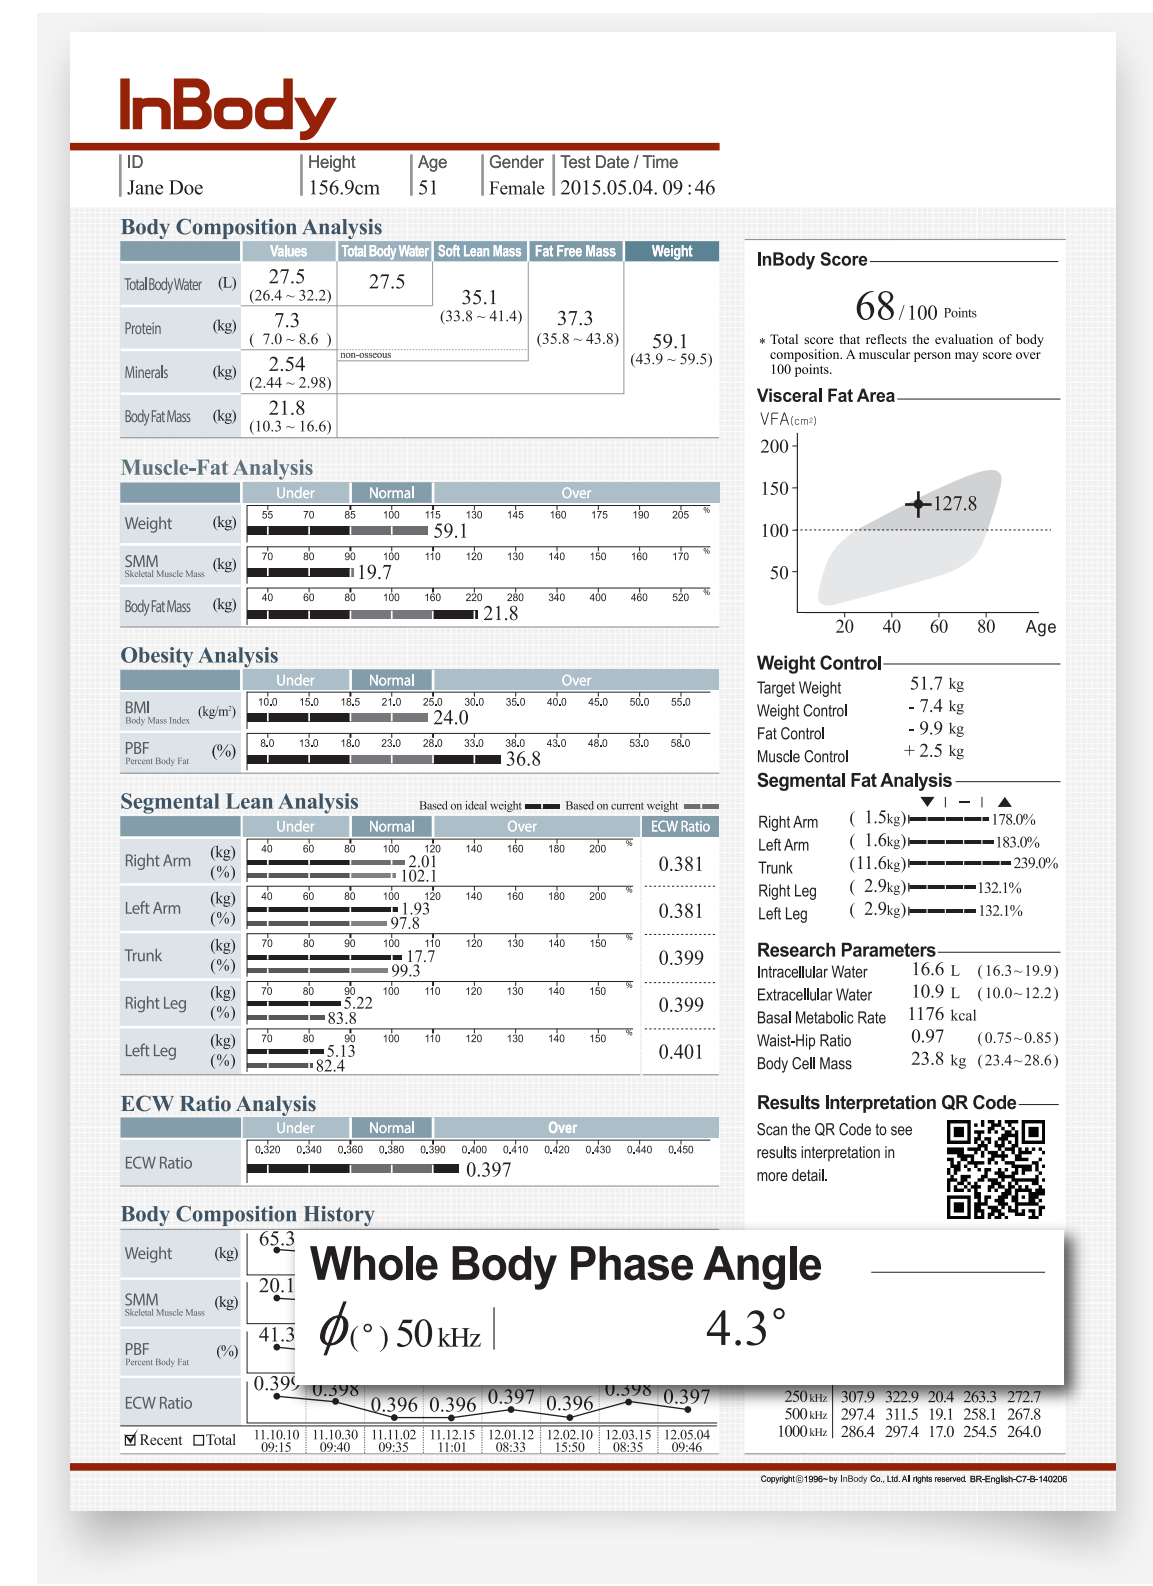 InBody
ID Height Age Gender Test Date / Time
Jane Doe 156.9cm 51 Female 2015.05.04. 09 : 46
Body Composition Analysis
Values Total Body Water Soft Lean Mass Fat Free Mass Weight
Total Body Water (L) 27.5 (26.4 ~ 32.2) 27.5
35.1 (33.8 ~ 41.4)
Protein (kg) 7.3 ( 7.0 ~ 8.6 )
37.3 (35.8 ~ 43.8)
59.1 (43.9 ~ 59.5)
non-osseous
Minerals (kg) 2.54 (2.44 ~ 2.98)
Body Fat Mass (kg) 21.8 (10.3 ~ 16.6)
Muscle-Fat Analysis
Under Normal Over
Weight (kg) 55 70 85 100 115 130 145 160 175 190 205 %
59.1
SMM (kg) 70 80 90 100 110 120 130 140 150 160 170 %
Skeletal Muscle Mass 19.7
Body Fat Mass (kg) 40 60 80 100 160 220 280 340 400 460 520 %
21.8
Obesity Analysis
Under Normal Over
BMI (kg/m²) 10.0 15.0 18.5 21.0 25.0 30.0 35.0 40.0 45.0 50.0 55.0
Body Mass Index 24.0
PBF (%) 8.0 13.0 18.0 23.0 28.0 33.0 38.0 43.0 48.0 53.0 58.0
Percent Body Fat 36.8
Segmental Lean Analysis Based on ideal weight Based on current weight
Under Normal Over ECW Ratio
Right Arm (kg) (%) 40 60 80 100 120 140 160 180 200 %
2.01
102.1
0.381
Left Arm (kg) (%) 40 60 80 100 120 140 160 180 200 %
1.93
97.8
0.381
Trunk (kg) (%) 70 80 90 100 110 120 130 140 150 %
17.7
99.3
0.399
Right Leg (kg) (%) 70 80 90 100 110 120 130 140 150 %
5.22
83.8
0.399
Left Leg (kg) (%) 70 80 90 100 110 120 130 140 150 %
5.13
82.4
0.401
ECW Ratio Analysis
Under Normal Over
ECW Ratio 0.320 0.340 0.360 0.380 0.390 0.400 0.410 0.420 0.430 0.440 0.450
0.397
Body Composition History
Weight (kg) 65.3
SMM (kg) 20.1
Skeletal Muscle Mass
PBF (%) 41.3
Percent Body Fat
ECW Ratio 0.399 0.398 0.396 0.396 0.397 0.396 0.398 0.397
Recent Total 11.10.10 11.10.30 11.11.02 11.12.15 12.01.12 12.02.10 12.03.15 12.05.04
09:15 09:40 09:35 11:01 08:33 15:50 08:35 09:46
InBody Score
68/100 Points
* Total score that reflects the evaluation of body
composition. A muscular person may score over
100 points.
Visceral Fat Area
VFA(cm²)
200
150
127.8
100
50
20 40 60 80 Age
Weight Control
Target Weight 51.7 kg
Weight Control - 7.4 kg
Fat Control - 9.9 kg
Muscle Control + 2.5 kg
Segmental Fat Analysis
Right Arm ( 1.5kg) 178.0%
Left Arm ( 1.6kg) 183.0%
Trunk (11.6kg) 239.0%
Right Leg ( 2.9kg) 132.1%
Left Leg ( 2.9kg) 132.1%
Research Parameters
Intracellular Water 16.6 L (16.3~19.9)
Extracellular Water 10.9 L (10.0~12.2)
Basal Metabolic Rate 1176 kcal
Waist-Hip Ratio 0.97 (0.75~0.85)
Body Cell Mass 23.8 kg (23.4~28.6)
Results Interpretation QR Code
Scan the QR Code to see
results interpretation in
more detail.
Whole Body Phase Angle
ϕ(°) 50 kHz 4.3°
250 kHz 307.9 322.9 20.4 263.3 272.7
500 kHz 297.4 311.5 19.1 258.1 267.8
1000 kHz 286.4 297.4 17.0 254.5 264.0
Copyright©1996~by InBody Co., Ltd. All rights reserved. BR-English-C7-B-140206